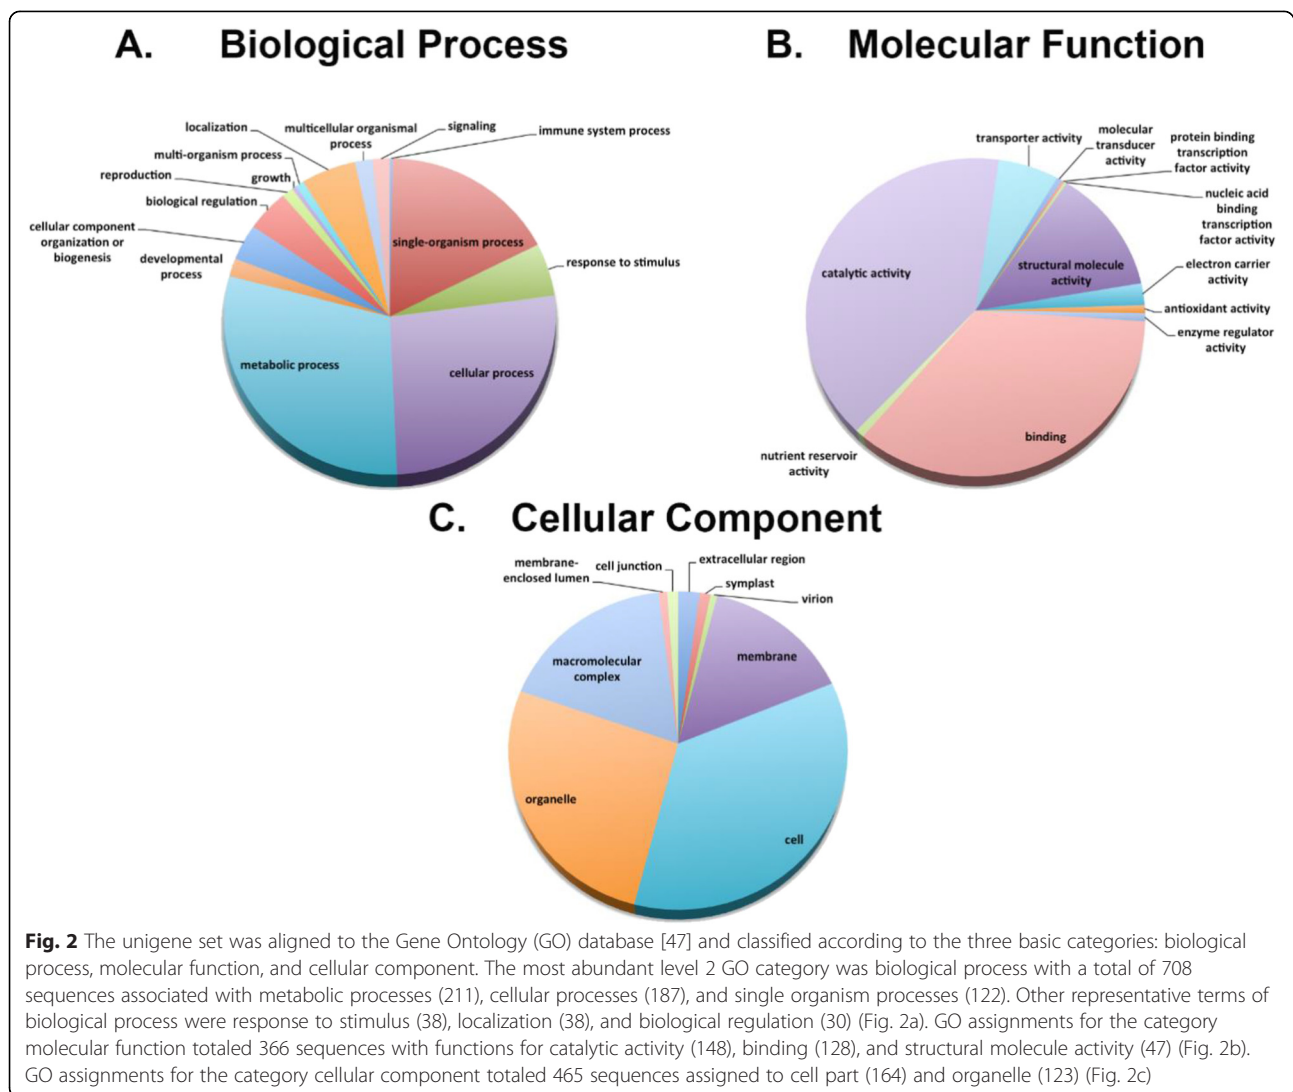 A. Biological Process
B. Molecular Function
localization
multicellular organismal
process
signaling
immune system process
multi-organism process
reproduction
growth
biological regulation
cellular component
organization or
biogenesis
developmental
process
single-organism process
response to stimulus
metabolic process
cellular process
transporter activity
molecular
transducer
activity
protein binding
transcription
factor activity
nucleic acid
binding
transcription
factor activity
catalytic activity
structural molecule
activity
electron carrier
activity
antioxidant activity
enzyme regulator
activity
binding
nutrient reservoir
activity
C. Cellular Component
membrane-
enclosed lumen
cell junction
extracellular region
symplast
virion
macromolecular
complex
membrane
organelle
cell
Fig. 2 The unigene set was aligned to the Gene Ontology (GO) database [47] and classified according to the three basic categories: biological
process, molecular function, and cellular component. The most abundant level 2 GO category was biological process with a total of 708
sequences associated with metabolic processes (211), cellular processes (187), and single organism processes (122). Other representative terms of
biological process were response to stimulus (38), localization (38), and biological regulation (30) (Fig. 2a). GO assignments for the category
molecular function totaled 366 sequences with functions for catalytic activity (148), binding (128), and structural molecule activity (47) (Fig. 2b).
GO assignments for the category cellular component totaled 465 sequences assigned to cell part (164) and organelle (123) (Fig. 2c)